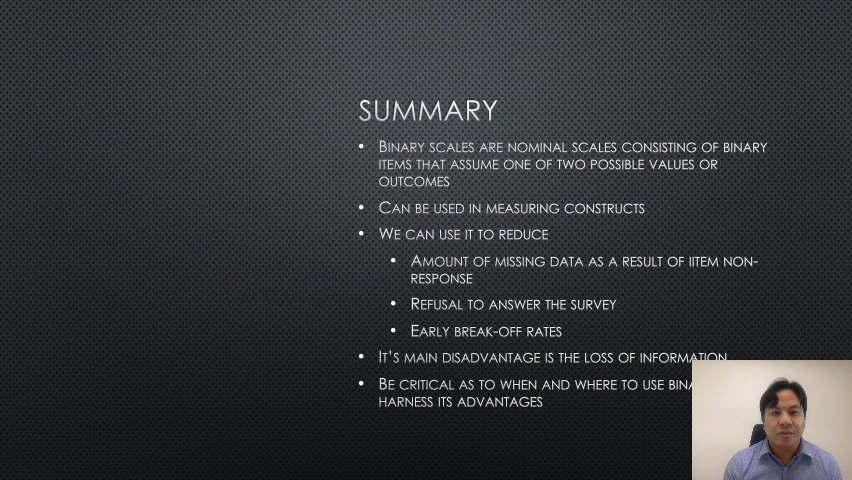 SUMMARY
• BINARY SCALES ARE NOMINAL SCALES CONSISTING OF BINARY
ITEMS THAT ASSUME ONE OF TWO POSSIBLE VALUES OR
OUTCOMES
• CAN BE USED IN MEASURING CONSTRUCTS
• WE CAN USE IT TO REDUCE
• AMOUNT OF MISSING DATA AS A RESULT OF IITEM NON-
RESPONSE
• REFUSAL TO ANSWER THE SURVEY
• EARLY BREAK-OFF RATES
• IT'S MAIN DISADVANTAGE IS THE LOSS OF INFORMATION
• BE CRITICAL AS TO WHEN AND WHERE TO USE
HARNESS ITS ADVANTAGES